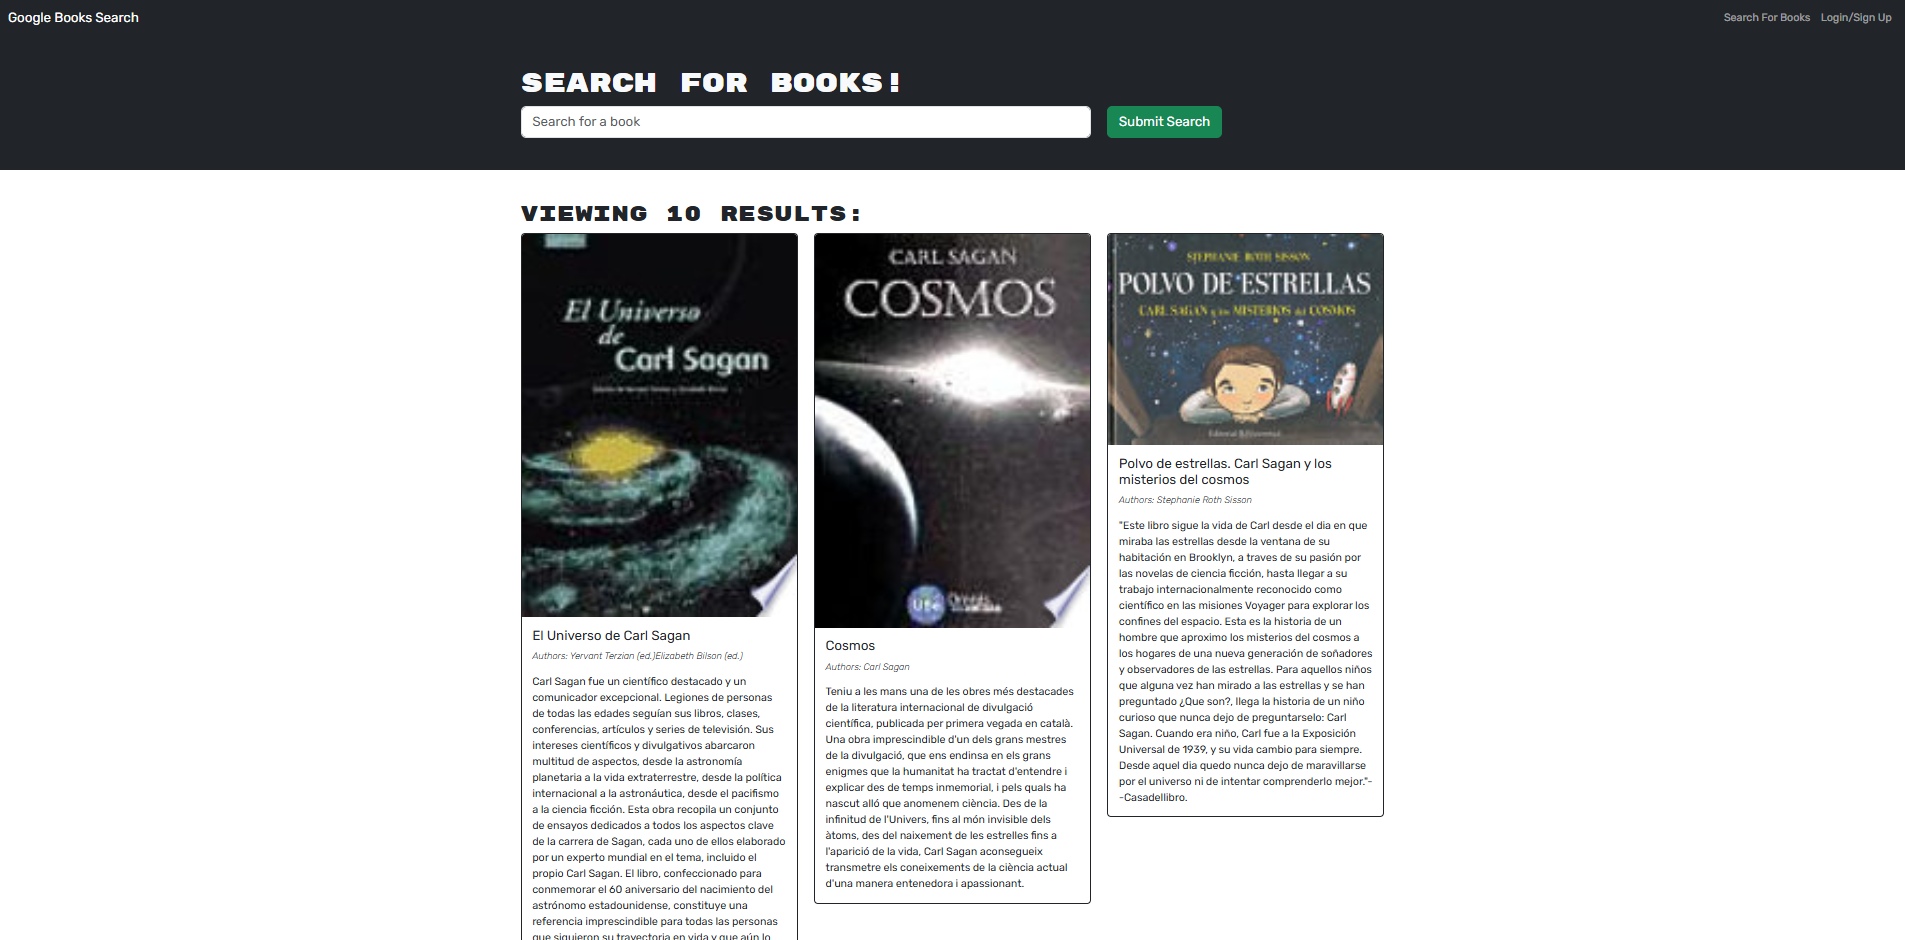 Google Books Search
Search For Books
Login/Sign Up
SEARCH FOR BOOKS!
Search for a book
Submit Search
VIEWING 10 RESULTS:
El Universo
de
Carl Sagan
El Universo de Carl Sagan
Authors: Yervant Terzian (ed.)Elizabeth Bilson (ed.)
Carl Sagan fue un científico destacado y un
comunicador excepcional. Legiones de personas
de todas las edades seguían sus libros, clases,
conferencias, artículos y series de televisión. Sus
intereses científicos y divulgativos abarcaron
multitud de aspectos, desde la astronomía
planetaria a la vida extraterrestre, desde la política
internacional a la astronáutica, desde el pacifismo
a la ciencia ficción. Esta obra recopila un conjunto
de ensayos dedicados a todos los aspectos clave
de la carrera de Sagan, cada uno de ellos elaborado
por un experto mundial en el tema, incluido el
propio Carl Sagan. El libro, confeccionado para
conmemorar el 60 aniversario del nacimiento del
astrónomo estadounidense, constituye una
referencia imprescindible para todas las personas
que siguieron su trayectoria en vida y que aún lo
CARL SAGAN
COSMOS
Cosmos
Authors: Carl Sagan
Teniu a les mans una de les obres més destacades
de la literatura internacional de divulgació
científica, publicada per primera vegada en català.
Una obra imprescindible d'un dels grans mestres
de la divulgació, que ens endinsa en els grans
enigmes que la humanitat ha tractat d'entendre i
explicar des de temps inmemorial, i pels quals ha
nascut alló que anomenem ciència. Des de la
infinitud de l'Univers, fins al món invisible dels
àtoms, des del naixement de les estrelles fins a
l'aparició de la vida, Carl Sagan aconsegueix
transmetre els coneixements de la ciència actual
d'una manera entenedora i apassionant.
STEPHANIE ROTH SISSON
POLVO DE ESTRELLAS
CARL SAGAN y los MISTERIOS del COSMOS
Polvo de estrellas. Carl Sagan y los
misterios del cosmos
Authors: Stephanie Roth Sisson
"Este libro sigue la vida de Carl desde el dia en que
miraba las estrellas desde la ventana de su
habitación en Brooklyn, a traves de su pasión por
las novelas de ciencia ficción, hasta llegar a su
trabajo internacionalmente reconocido como
científico en las misiones Voyager para explorar los
confines del espacio. Esta es la historia de un
hombre que aproximo los misterios del cosmos a
los hogares de una nueva generación de soñadores
y observadores de las estrellas. Para aquellos niños
que alguna vez han mirado a las estrellas y se han
preguntado ¿Que son?, llega la historia de un niño
curioso que nunca dejo de preguntarselo: Carl
Sagan. Cuando era niño, Carl fue a la Exposición
Universal de 1939, y su vida cambio para siempre.
Desde aquel dia quedo nunca dejo de maravillarse
por el universo ni de intentar comprenderlo mejor."-
-Casadellibro.